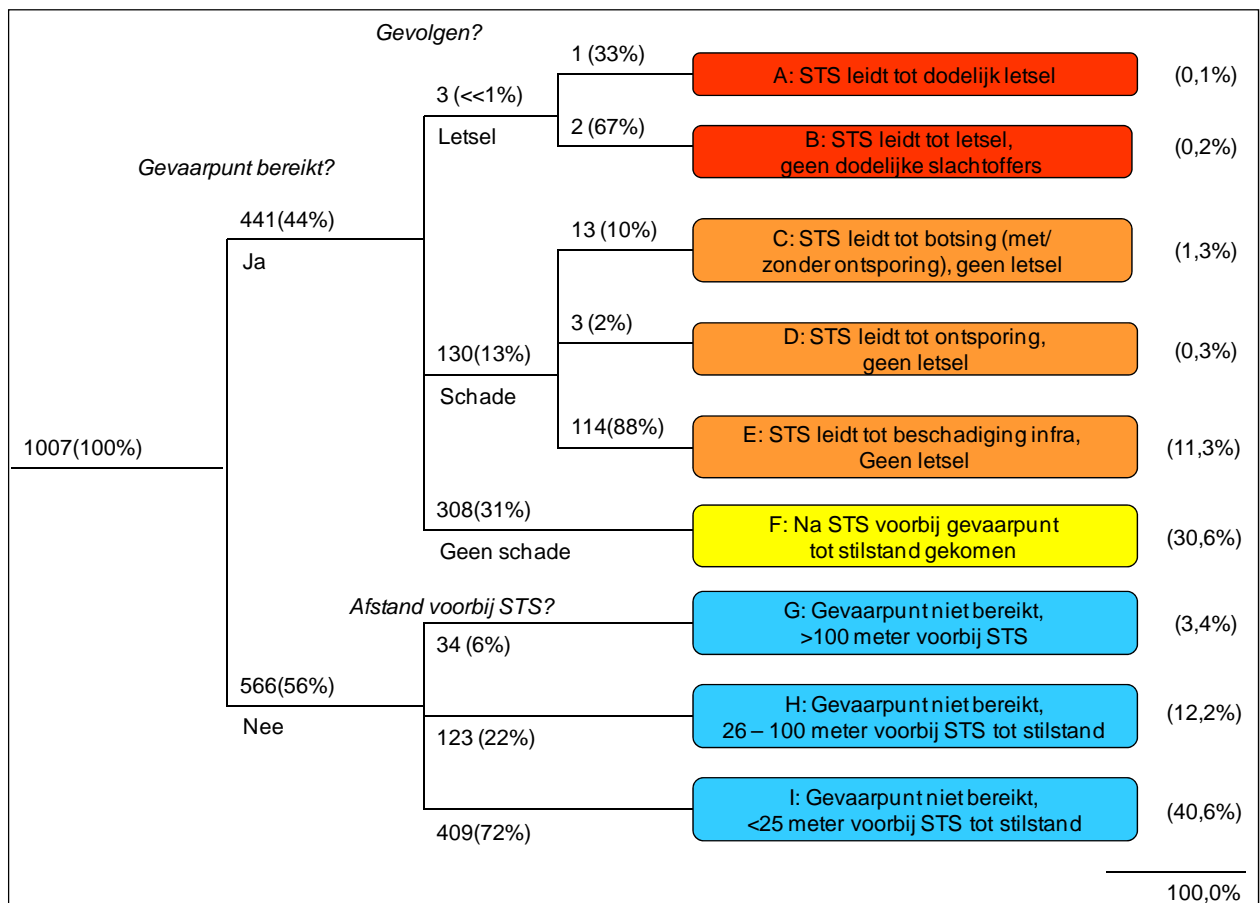 Gevolgen?
1 (33%)
A: STS leidt tot dodelijk letsel
(0,1%)
3 (<<1%)
Letsel
2 (67%)
B: STS leidt tot letsel,
geen dodelijke slachtoffers
(0,2%)
Gevaarpunt bereikt?
441(44%)
Ja
13 (10%)
C: STS leidt tot botsing (met/
zonder ontsporing), geen letsel
(1,3%)
3 (2%)
D: STS leidt tot ontsporing,
geen letsel
(0,3%)
130(13%)
Schade
114(88%)
E: STS leidt tot beschadiging infra,
Geen letsel
(11,3%)
1007(100%)
308(31%)
Geen schade
F: Na STS voorbij gevaarpunt
tot stilstand gekomen
(30,6%)
Afstand voorbij STS?
34 (6%)
G: Gevaarpunt niet bereikt,
>100 meter voorbij STS
(3,4%)
566(56%)
Nee
123 (22%)
H: Gevaarpunt niet bereikt,
26 – 100 meter voorbij STS tot stilstand
(12,2%)
409(72%)
I: Gevaarpunt niet bereikt,
<25 meter voorbij STS tot stilstand
(40,6%)
100,0%